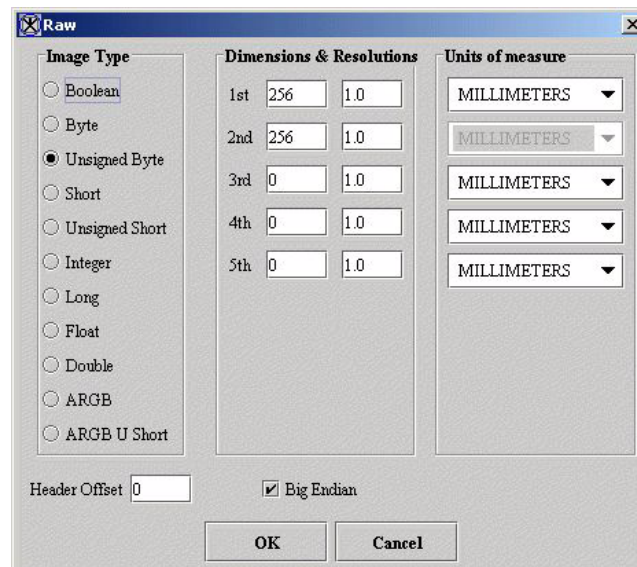 Raw
Image Type
Boolean
Byte
Unsigned Byte
Short
Unsigned Short
Integer
Long
Float
Double
ARGB
ARGB U Short
Dimensions & Resolutions
1st 256 1.0
2nd 256 1.0
3rd 0 1.0
4th 0 1.0
5th 0 1.0
Units of measure
MILLIMETERS
MILLIMETERS
MILLIMETERS
MILLIMETERS
MILLIMETERS
Header Offset 0
Big Endian
OK
Cancel